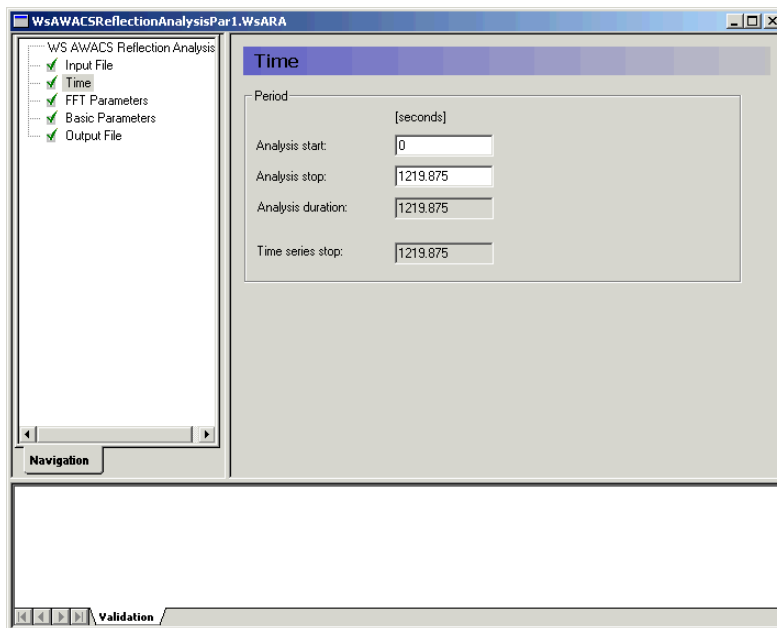 WsAWACSReflectionAnalysisPar1.WsARA
WS AWACS Reflection Analysis
Input File
Time
FFT Parameters
Basic Parameters
Output File
Navigation
Time
Period
[seconds]
Analysis start: 0
Analysis stop: 1219.875
Analysis duration: 1219.875
Time series stop: 1219.875
Validation